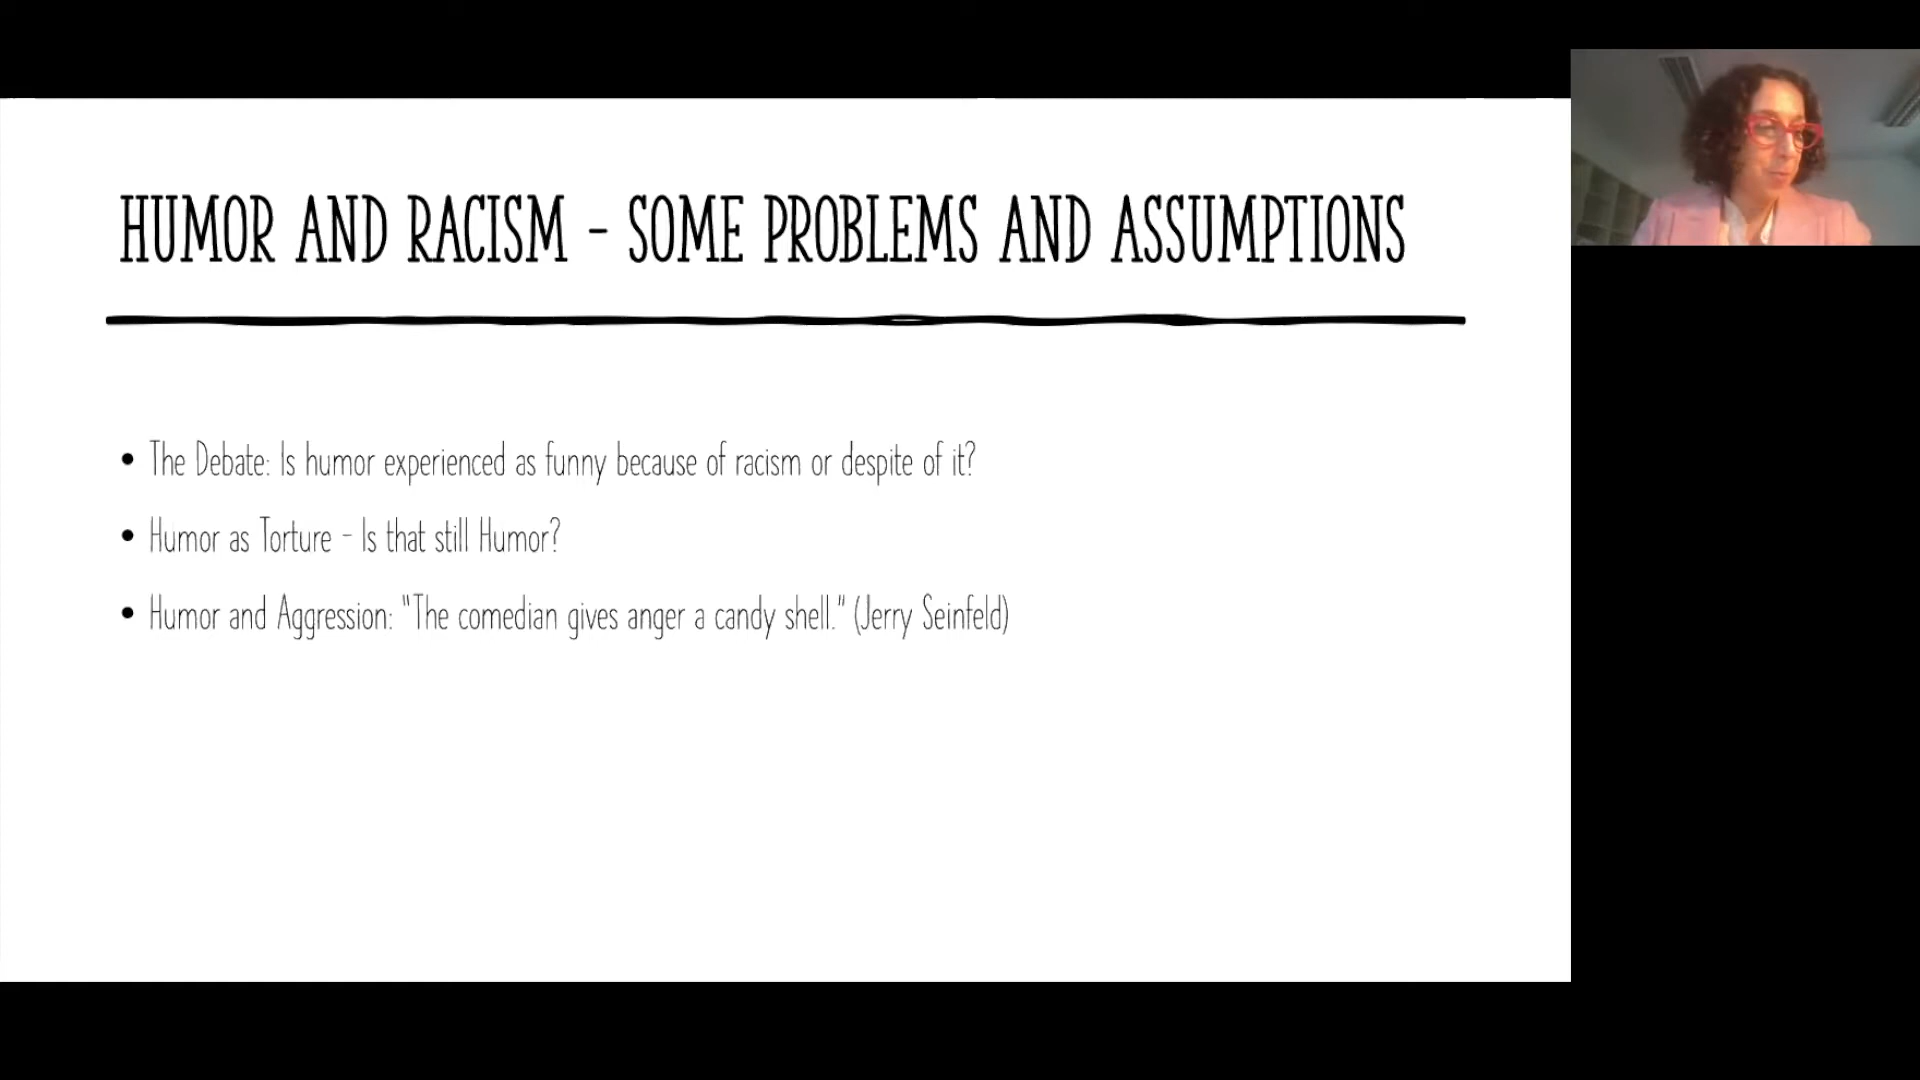 HUMOR AND RACISM - SOME PROBLEMS AND ASSUMPTIONS
• The Debate: Is humor experienced as funny because of racism or despite of it?
• Humor as Torture - Is that still Humor?
• Humor and Aggression: "The comedian gives anger a candy shell." (Jerry Seinfeld)